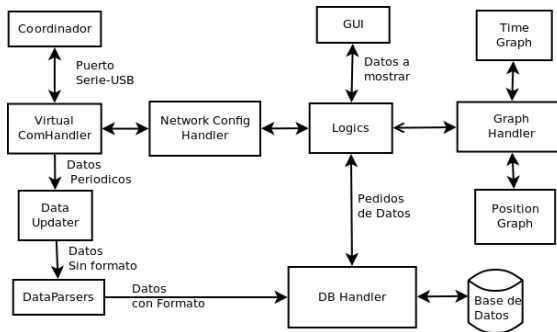 Coordinador
GUI
Time
Graph
Puerto
Serie-USB
Datos a
mostrar
Virtual
ComHandler
Network Config
Handler
Logics
Graph
Handler
Datos
Periodicos
Data
Updater
Pedidos
de Datos
Position
Graph
Datos
Sin formato
DataParsers
Datos
con Formato
DB Handler
Base de
Datos